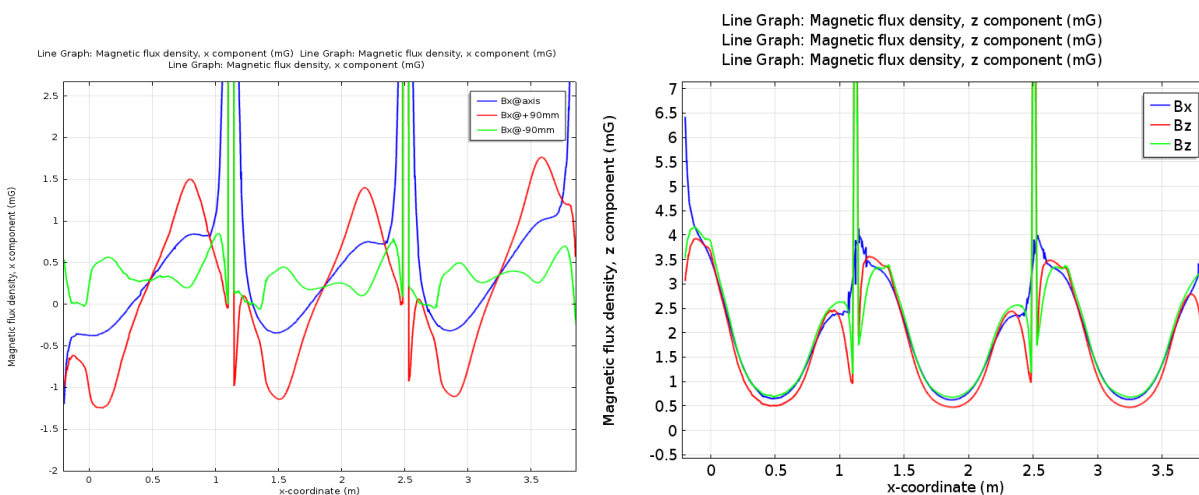 Line Graph: Magnetic flux density, x component (mG) Line Graph: Magnetic flux density, x component (mG)
Line Graph: Magnetic flux density, x component (mG)
Magnetic flux density, x component (mG)
2.5
2
1.5
1
0.5
0
-0.5
-1
-1.5
-2
Bx@axis
Bx@+90mm
Bx@-90mm
0
0.5
1
1.5
2
2.5
3
3.5
x-coordinate (m)
Line Graph: Magnetic flux density, z component (mG)
Line Graph: Magnetic flux density, z component (mG)
Line Graph: Magnetic flux density, z component (mG)
Magnetic flux density, z component (mG)
7
6.5
6
5.5
5
4.5
4
3.5
3
2.5
2
1.5
1
0.5
0
-0.5
Bx
Bz
Bz
0
0.5
1
1.5
2
2.5
3
3.5
x-coordinate (m)